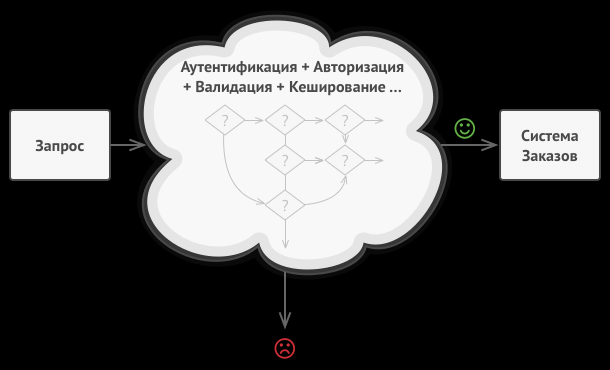 Аутентификация + Авторизация
+ Валидация + Кеширование ...
? ? ?
? ?
?
Запрос
Система
Заказов